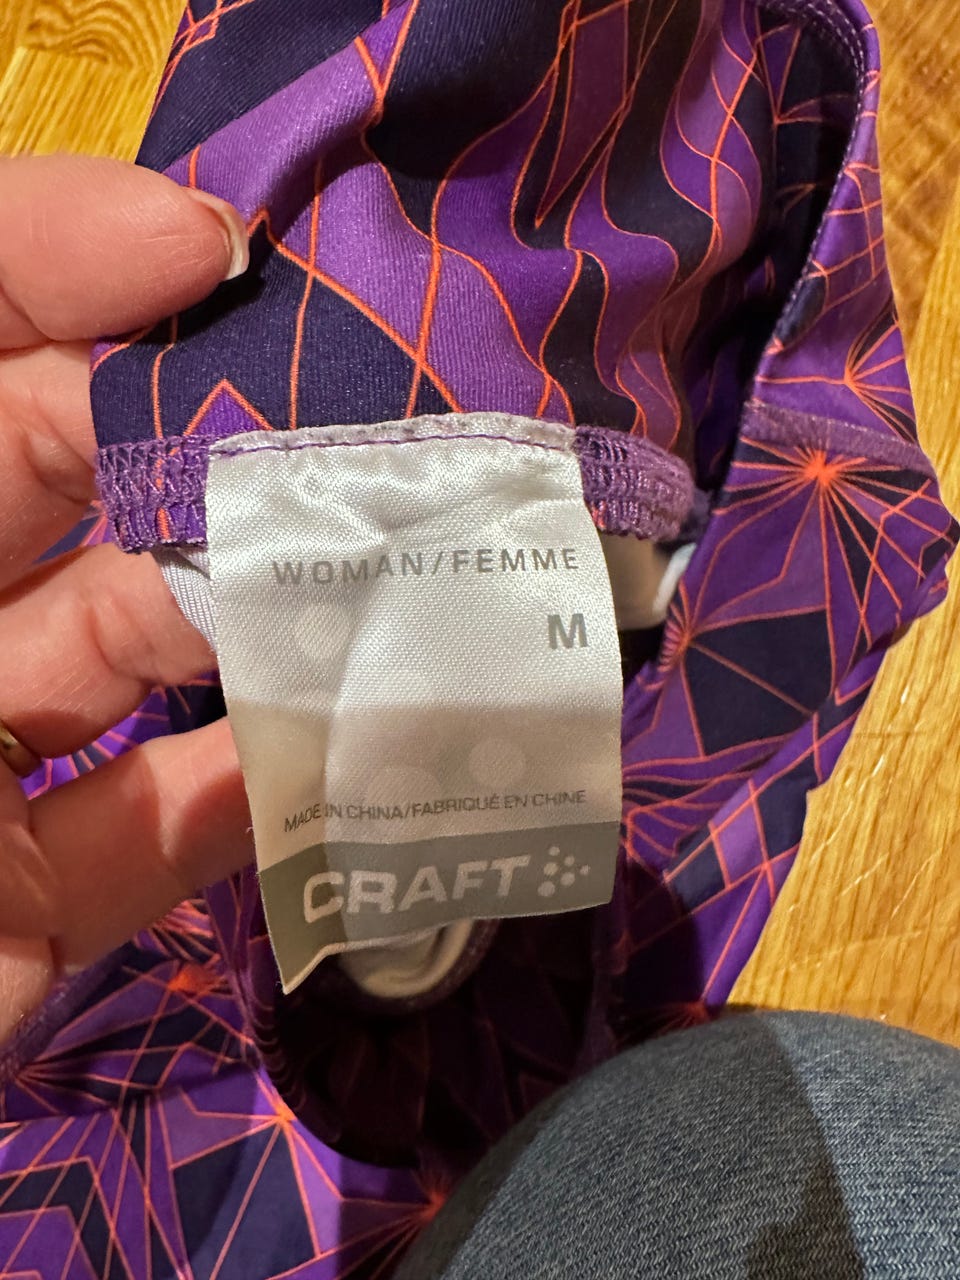 WOMAN/FEMME
M
MADE IN CHINA/FABRIQUÉ EN CHINE
CRAFT